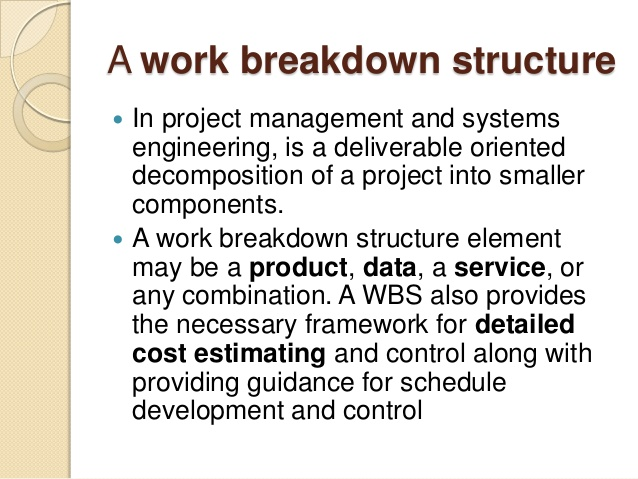 A work breakdown structure
• In project management and systems
engineering, is a deliverable oriented
decomposition of a project into smaller
components.
• A work breakdown structure element
may be a product, data, a service, or
any combination. A WBS also provides
the necessary framework for detailed
cost estimating and control along with
providing guidance for schedule
development and control